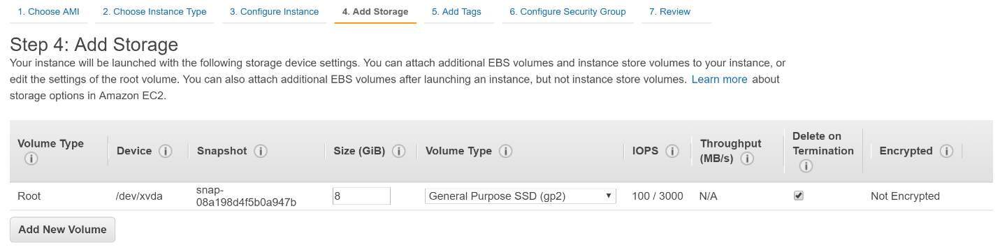 1. Choose AMI 2. Choose Instance Type 3. Configure Instance 4. Add Storage 5. Add Tags 6. Configure Security Group 7. Review
Step 4: Add Storage
Your instance will be launched with the following storage device settings. You can attach additional EBS volumes and instance store volumes to your instance, or
edit the settings of the root volume. You can also attach additional EBS volumes after launching an instance, but not instance store volumes. Learn more about
storage options in Amazon EC2.
Volume Type Device Snapshot Size (GiB) Volume Type IOPS Throughput (MB/s) Delete on Termination Encrypted
Root /dev/xvda snap-08a198d4f5b0a947b 8 General Purpose SSD (gp2) 100 / 3000 N/A Not Encrypted
Add New Volume